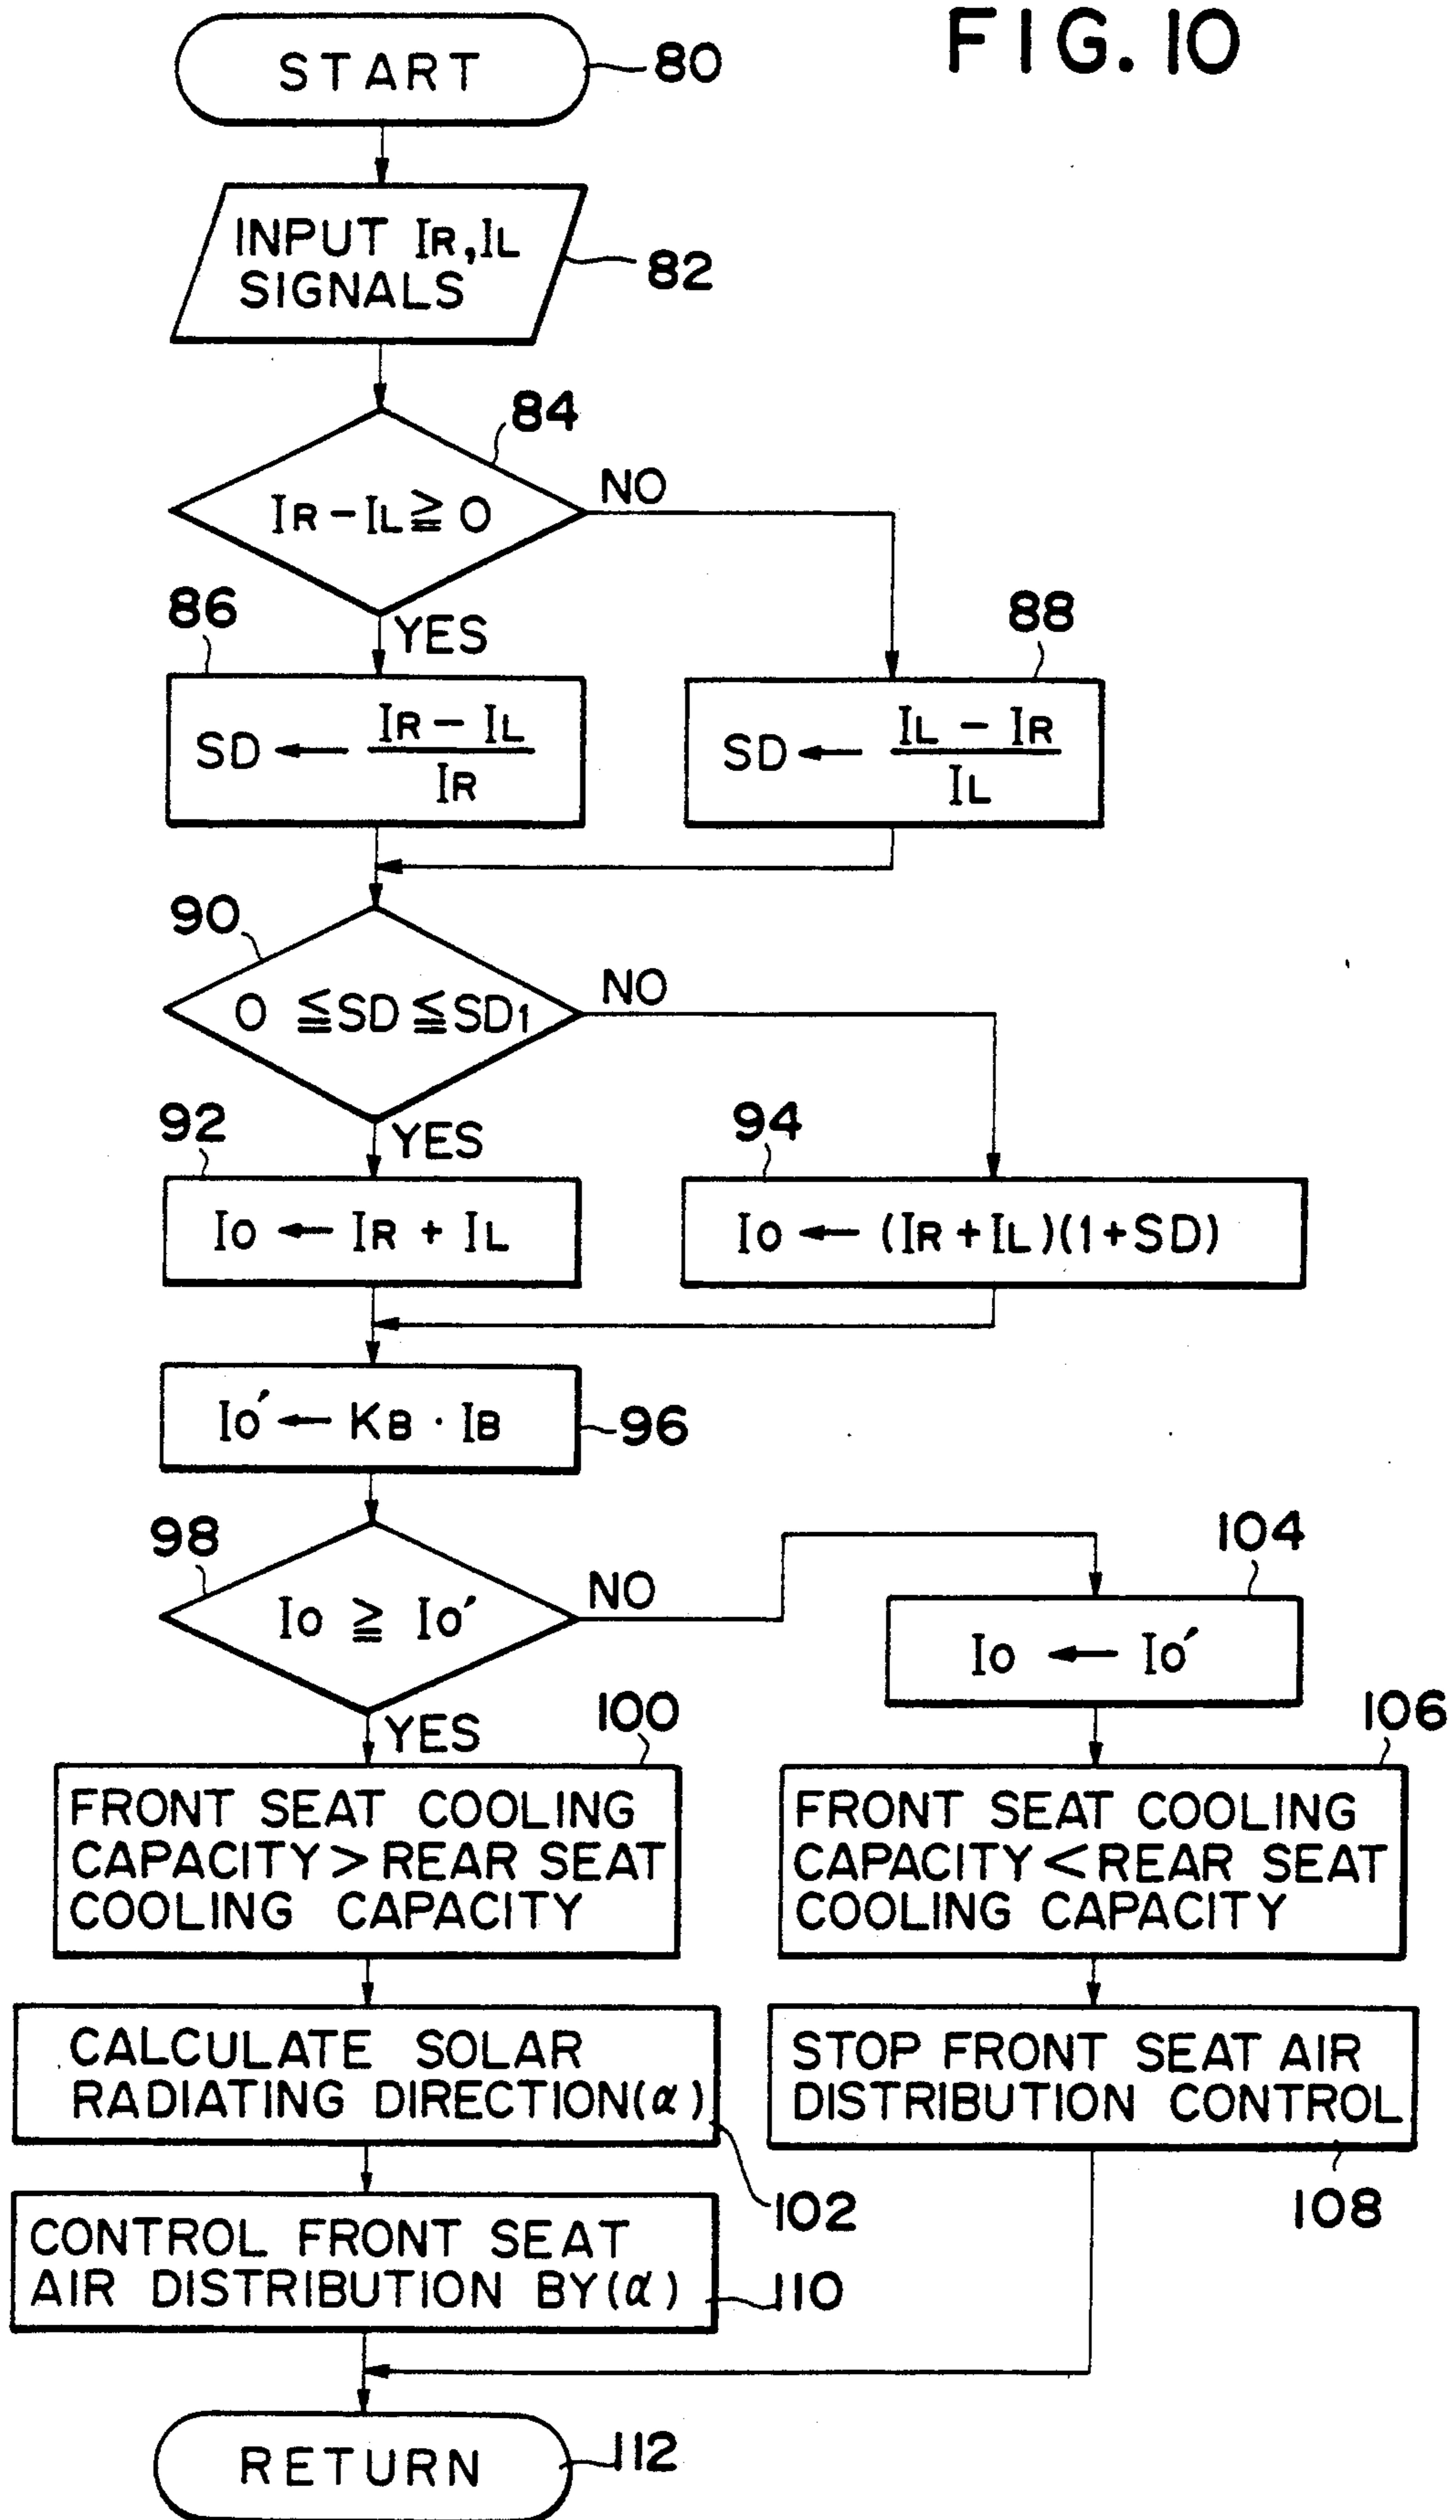 FIG. 10
START
80
INPUT IR, IL
SIGNALS
82
84
IR - IL ≧ 0
NO
86
YES
88
SD ← IR - IL
IR
SD ← IL - IR
IL
90
0 ≦ SD ≦ SD1
NO
92
YES
94
Io ← IR + IL
Io ← (IR + IL)(1 + SD)
Io′ ← KB · IB
96
98
Io ≧ Io′
NO
104
Io ← Io′
YES
100
106
FRONT SEAT COOLING
CAPACITY > REAR SEAT
COOLING CAPACITY
FRONT SEAT COOLING
CAPACITY < REAR SEAT
COOLING CAPACITY
CALCULATE SOLAR
RADIATING DIRECTION (α)
102
STOP FRONT SEAT AIR
DISTRIBUTION CONTROL
108
CONTROL FRONT SEAT
AIR DISTRIBUTION BY (α)
110
RETURN
112